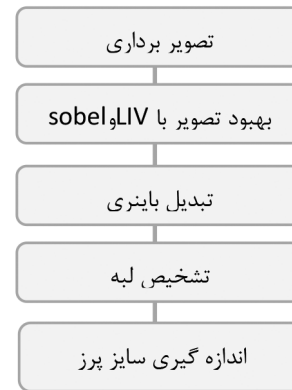 تصویر برداری
بهبود تصویر با LIVوsobel
تبدیل باینری
تشخیص لبه
اندازه گیری سایز پرز